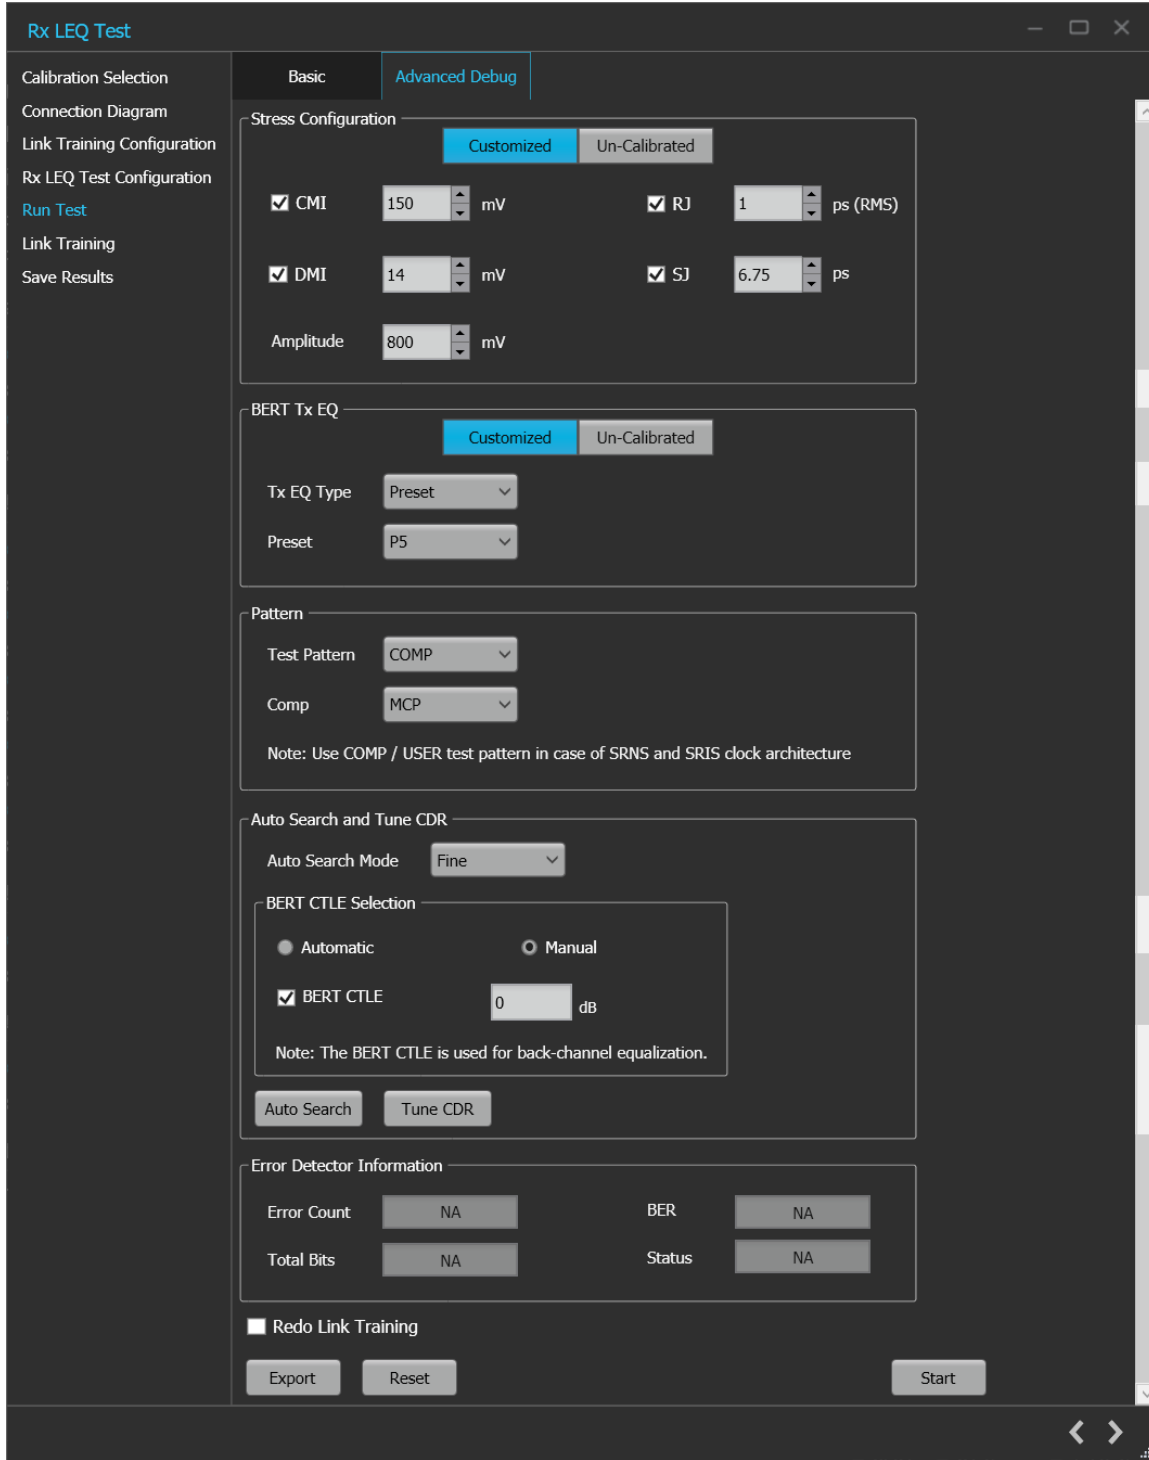 Rx LEQ Test
Calibration Selection
Connection Diagram
Link Training Configuration
Rx LEQ Test Configuration
Run Test
Link Training
Save Results
Basic
Advanced Debug
Stress Configuration
Customized Un-Calibrated
CMI 150 mV RJ 1 ps (RMS)
DMI 14 mV SJ 6.75 ps
Amplitude 800 mV
BERT Tx EQ
Customized Un-Calibrated
Tx EQ Type Preset
Preset P5
Pattern
Test Pattern COMP
Comp MCP
Note: Use COMP / USER test pattern in case of SRNS and SRIS clock architecture
Auto Search and Tune CDR
Auto Search Mode Fine
BERT CTLE Selection
Automatic Manual
BERT CTLE 0 dB
Note: The BERT CTLE is used for back-channel equalization.
Auto Search Tune CDR
Error Detector Information
Error Count NA BER NA
Total Bits NA Status NA
Redo Link Training
Export Reset Start